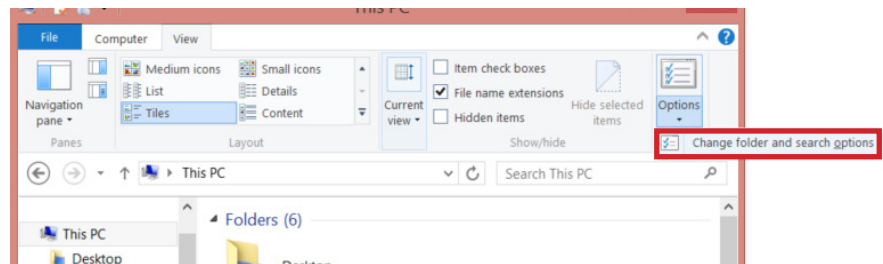 This PC
File Computer View
Medium icons Small icons Item check boxes
List Details File name extensions
Navigation pane Tiles Content Current view Hidden items Hide selected items Options
Panes Layout Show/hide
Change folder and search options
This PC Search This PC
Folders (6)
This PC
Desktop
Desktop